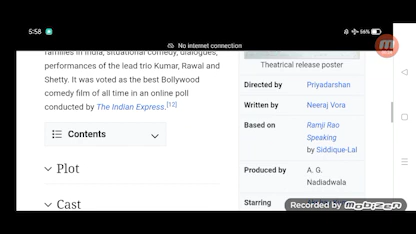 5:58
56%
No internet connection
families in India, situational comedy, dialogues,
performances of the lead trio Kumar, Rawal and
Shetty. It was voted as the best Bollywood
comedy film of all time in an online poll
conducted by The Indian Express.[12]
Contents
Plot
Cast
Theatrical release poster
Directed by Priyadarshan
Written by Neeraj Vora
Based on Ramji Rao
Speaking
by Siddique-Lal
Produced by A. G.
Nadiadwala
Starring
Recorded by mobizen